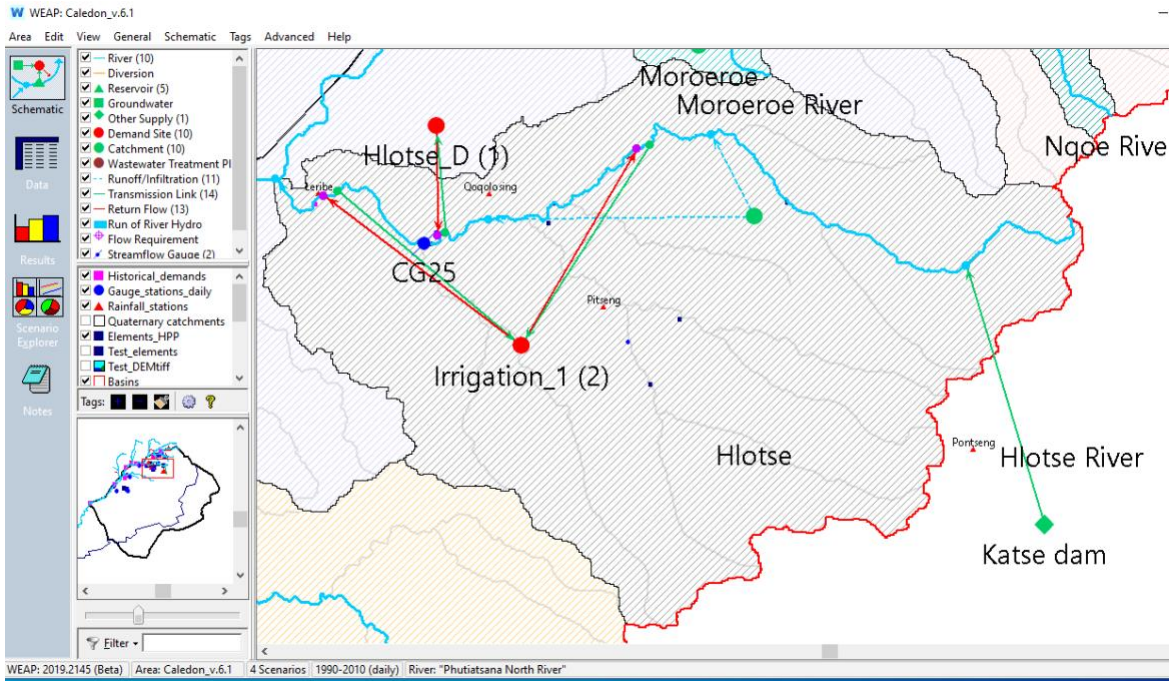 W WEAP: Caledon_v.6.1
Area Edit View General Schematic Tags Advanced Help
Schematic
Data
Results
Scenario
Explorer
Notes
River (10)
Diversion
Reservoir (5)
Groundwater
Other Supply (1)
Demand Site (10)
Catchment (10)
Wastewater Treatment Pl
Runoff/Infiltration (11)
Transmission Link (14)
Return Flow (13)
Run of River Hydro
Flow Requirement
Streamflow Gauge (2)
Historical_demands
Gauge_stations_daily
Rainfall_stations
Quaternary catchments
Elements_HPP
Test_elements
Test_DEMtiff
Basins
Tags:
Filter
Moroeroe
Moroeroe River
Nqoe Rive
Hlotse_D (1)
Leribe
Qoqolosing
CG25
Pitseng
Irrigation_1 (2)
Hlotse
Pontseng
Hlotse River
Katse dam
WEAP: 2019.2145 (Beta) Area: Caledon_v.6.1 4 Scenarios 1990-2010 (daily) River: "Phutiatsana North River"